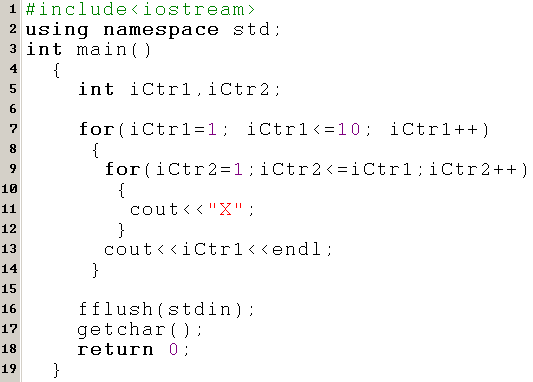 1 #include<iostream>
2 using namespace std;
3 int main()
4 {
5 int iCtr1,iCtr2;
6
7 for(iCtr1=1; iCtr1<=10; iCtr1++)
8 {
9 for(iCtr2=1;iCtr2<=iCtr1;iCtr2++)
10 {
11 cout<<"X";
12 }
13 cout<<iCtr1<<endl;
14 }
15
16 fflush(stdin);
17 getchar();
18 return 0;
19 }